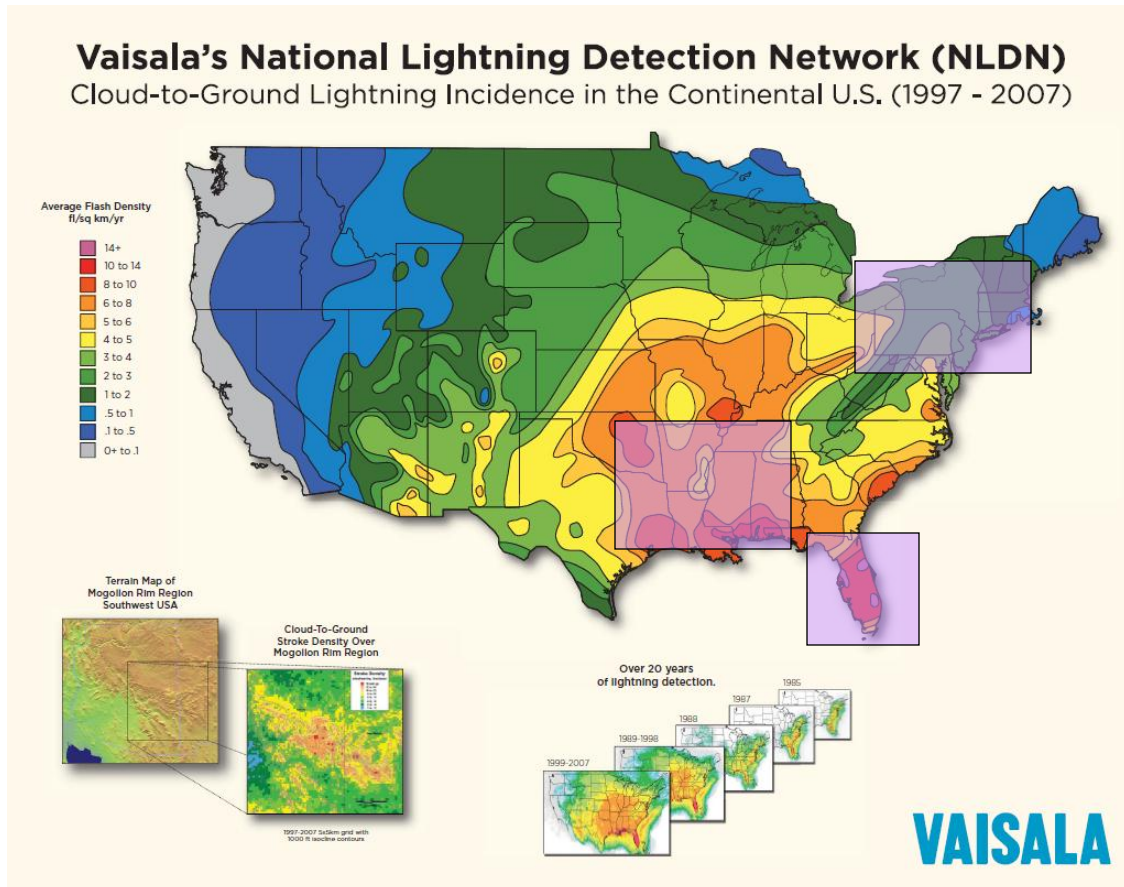 Vaisala's National Lightning Detection Network (NLDN)
Cloud-to-Ground Lightning Incidence in the Continental U.S. (1997 - 2007)
Average Flash Density
fl/sq km/yr
14+
10 to 14
8 to 10
6 to 8
5 to 6
4 to 5
3 to 4
2 to 3
1 to 2
.5 to 1
.1 to .5
0+ to .1
Terrain Map of
Mogollon Rim Region
Southwest USA
Cloud-To-Ground
Stroke Density Over
Mogollon Rim Region
Stroke Density
1997-2007 5x5km grid with
1000 ft isocline contours
Over 20 years
of lightning detection.
1985
1987
1988
1989-1998
1999-2007
VAISALA